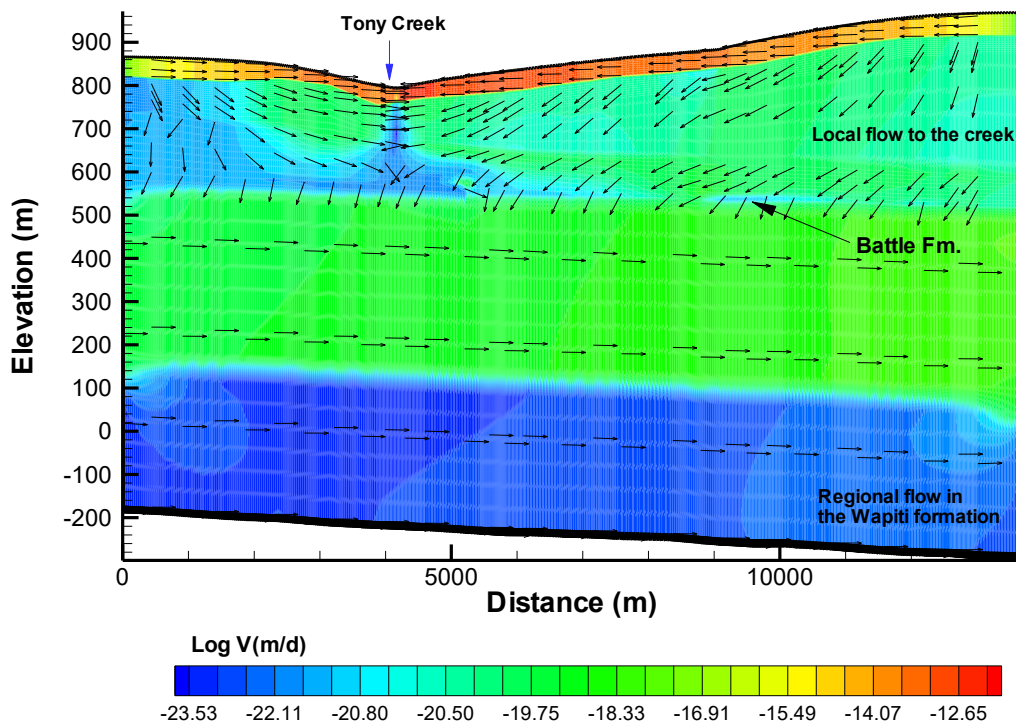 Tony Creek
900
800
700
600
500
400
300
200
100
0
-100
-200
Elevation (m)
Local flow to the creek
Battle Fm.
Regional flow in
the Wapiti formation
0 5000 10000
Distance (m)
Log V(m/d)
-23.53 -22.11 -20.80 -20.50 -19.75 -18.33 -16.91 -15.49 -14.07 -12.65